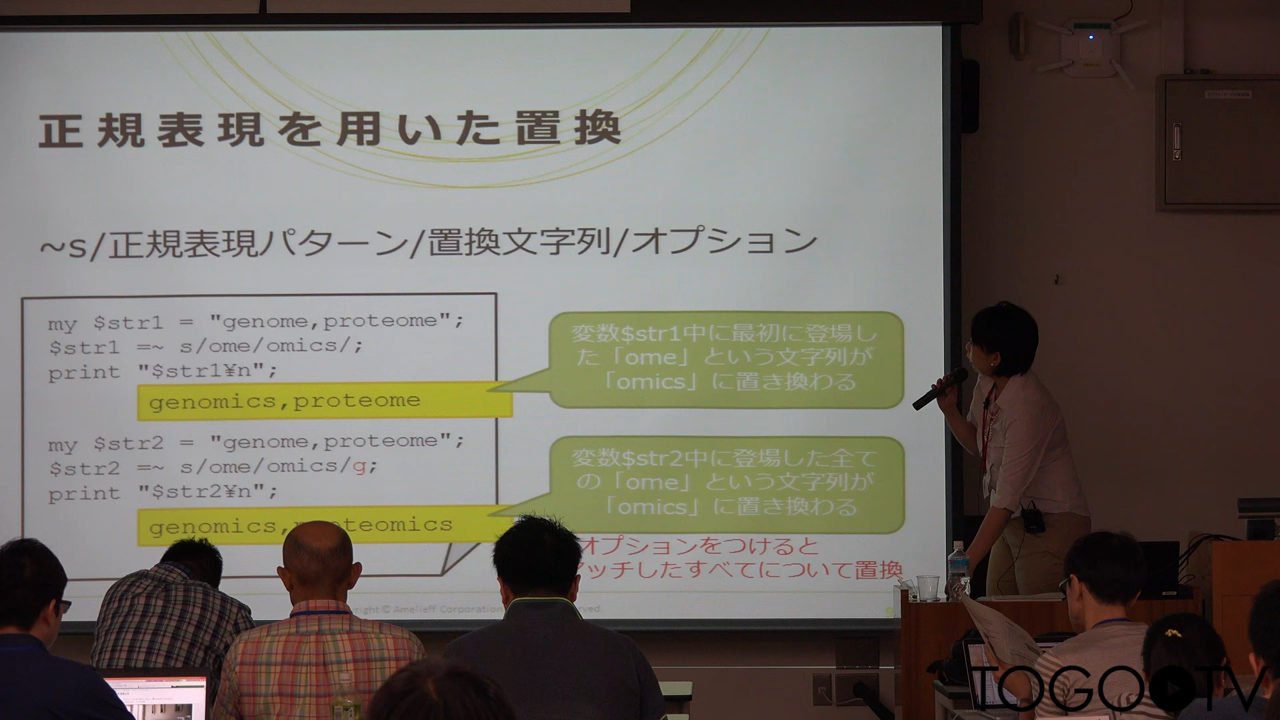 正規表現を用いた置換
~s/正規表現パターン/置換文字列/オプション
my $str1 = "genome,proteome";
$str1 =~ s/ome/omics/;
print "$str1¥n";
genomics,proteome
変数$str1中に最初に登場し
た「ome」という文字列が
「omics」に置き換わる
my $str2 = "genome,proteome";
$str2 =~ s/ome/omics/g;
print "$str2¥n";
genomics, teomics
変数$str2中に登場した全て
の「ome」という文字列が
「omics」に置き換わる
オプションをつけると
ッチしたすべてについて置換
© Amelieff Corporation
TOGOTV